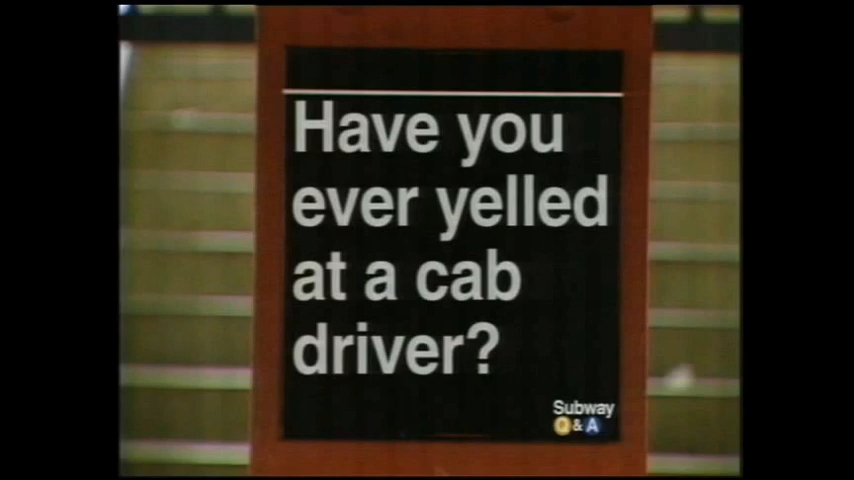 Have you
ever yelled
at a cab
driver?
Subway
Q & A